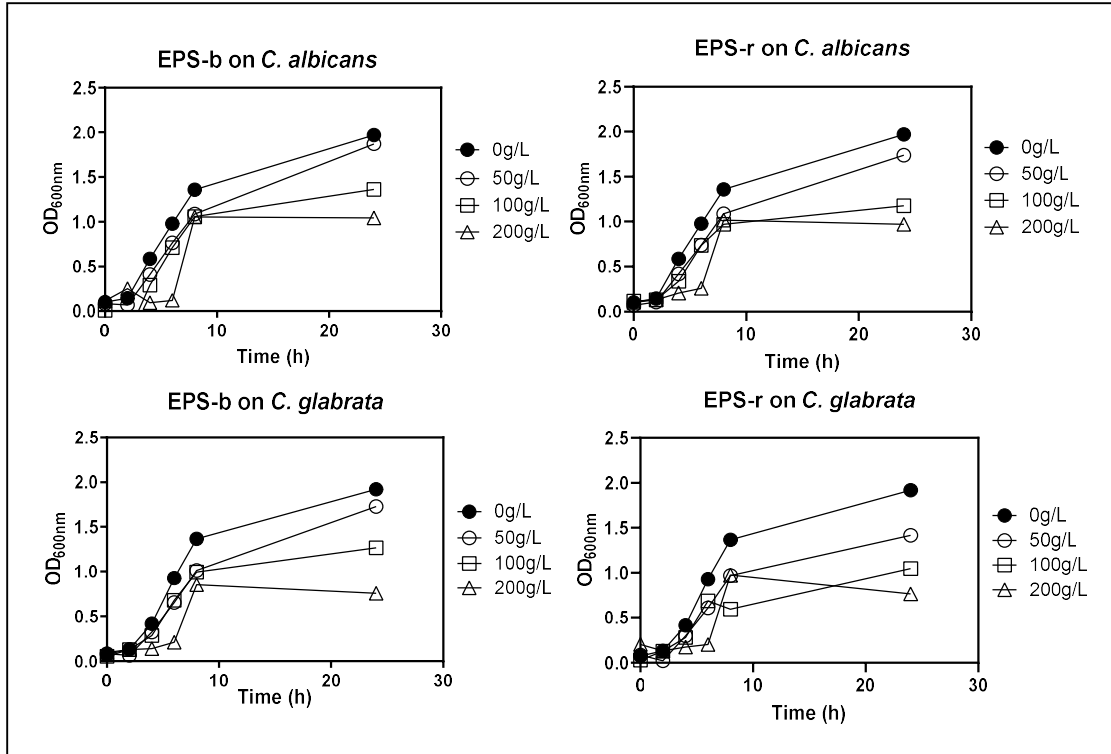 EPS-b on C. albicans
2.5
2.0
1.5
1.0
0.5
0.0
OD600nm
0 10 20 30
Time (h)
0g/L
50g/L
100g/L
200g/L
EPS-r on C. albicans
2.5
2.0
1.5
1.0
0.5
0.0
OD600nm
0 10 20 30
Time (h)
0g/L
50g/L
100g/L
200g/L
EPS-b on C. glabrata
2.5
2.0
1.5
1.0
0.5
0.0
OD600nm
0 10 20 30
Time (h)
0g/L
50g/L
100g/L
200g/L
EPS-r on C. glabrata
2.5
2.0
1.5
1.0
0.5
0.0
OD600nm
0 10 20 30
Time (h)
0g/L
50g/L
100g/L
200g/L